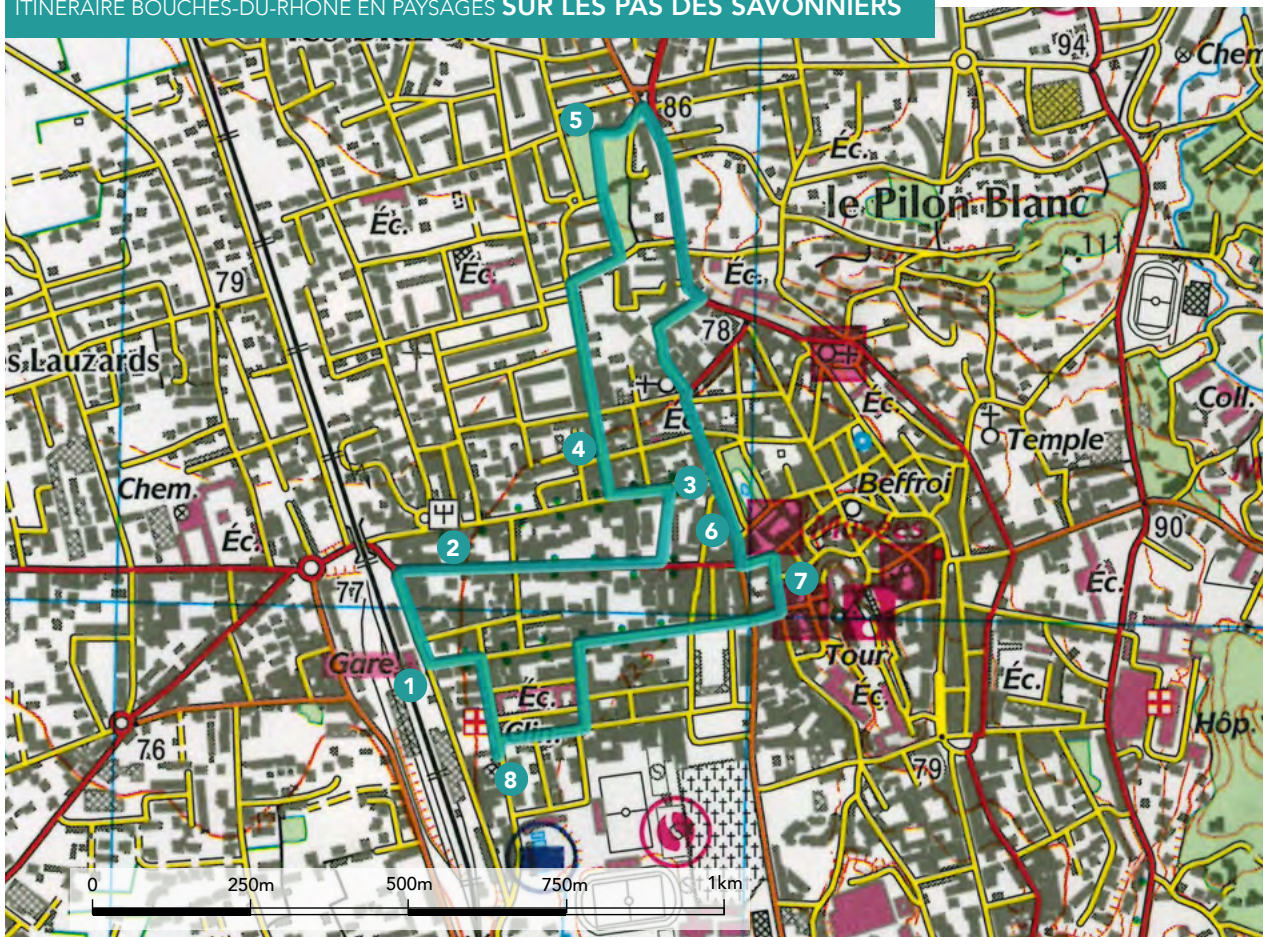 ITINÉRAIRE BOUCHES-DU-RHÔNE EN PAYSAGES SUR LES PAS DES SAVONNIERS
94
Chem
5
86
Éc.
le Pilon Blanc
111
Éc.
Éc.
Éc.
79
78
s Lauzards
Éc.
Coll.
4
Temple
Chem.
3
Beffroi
Éc.
2
6
Musées
90
77
7
Éc.
Gare
1
Tour
Éc.
Éc.
Éc.
Clin.
Hôp.
76
8
79
0
250m
500m
750m
1km